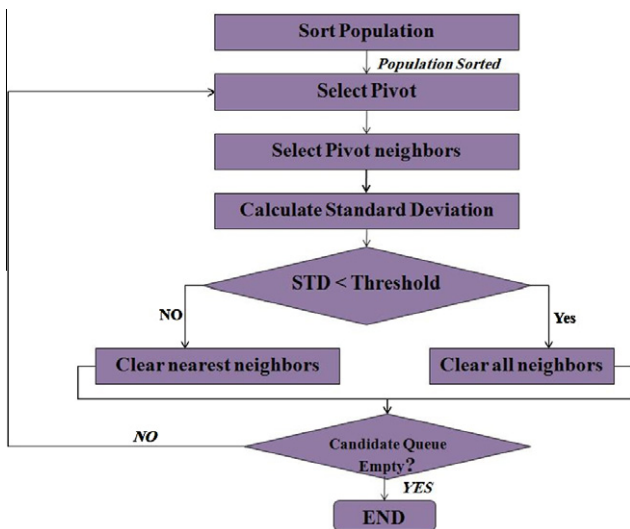 Sort Population
Population Sorted
Select Pivot
Select Pivot neighbors
Calculate Standard Deviation
STD < Threshold
NO
Yes
Clear nearest neighbors
Clear all neighbors
Candidate Queue
Empty?
NO
YES
END